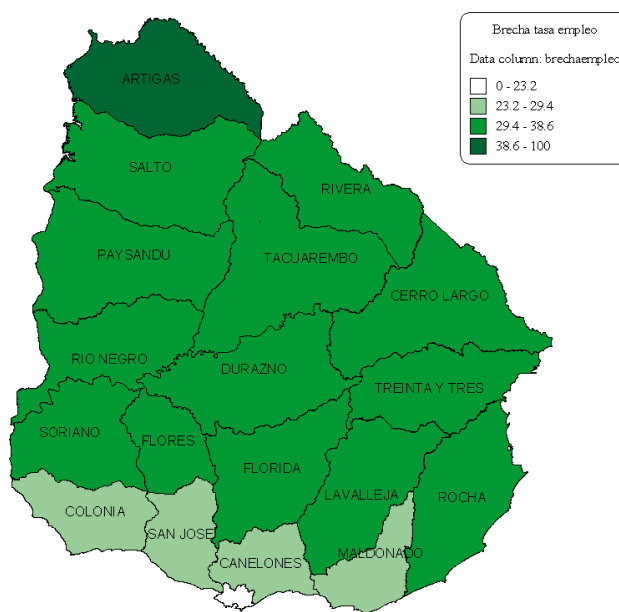 Brecha tasa empleo
Data column: brechaempleo
0 - 23.2
23.2 - 29.4
29.4 - 38.6
38.6 - 100
ARTIGAS
SALTO
RIVERA
PAYSANDU
TACUAREMBO
CERRO LARGO
RIO NEGRO
DURAZNO
TREINTA Y TRES
SORIANO
FLORES
FLORIDA
LAVALLEJA
ROCHA
COLONIA
SAN JOSE
CANELONES
MALDONADO